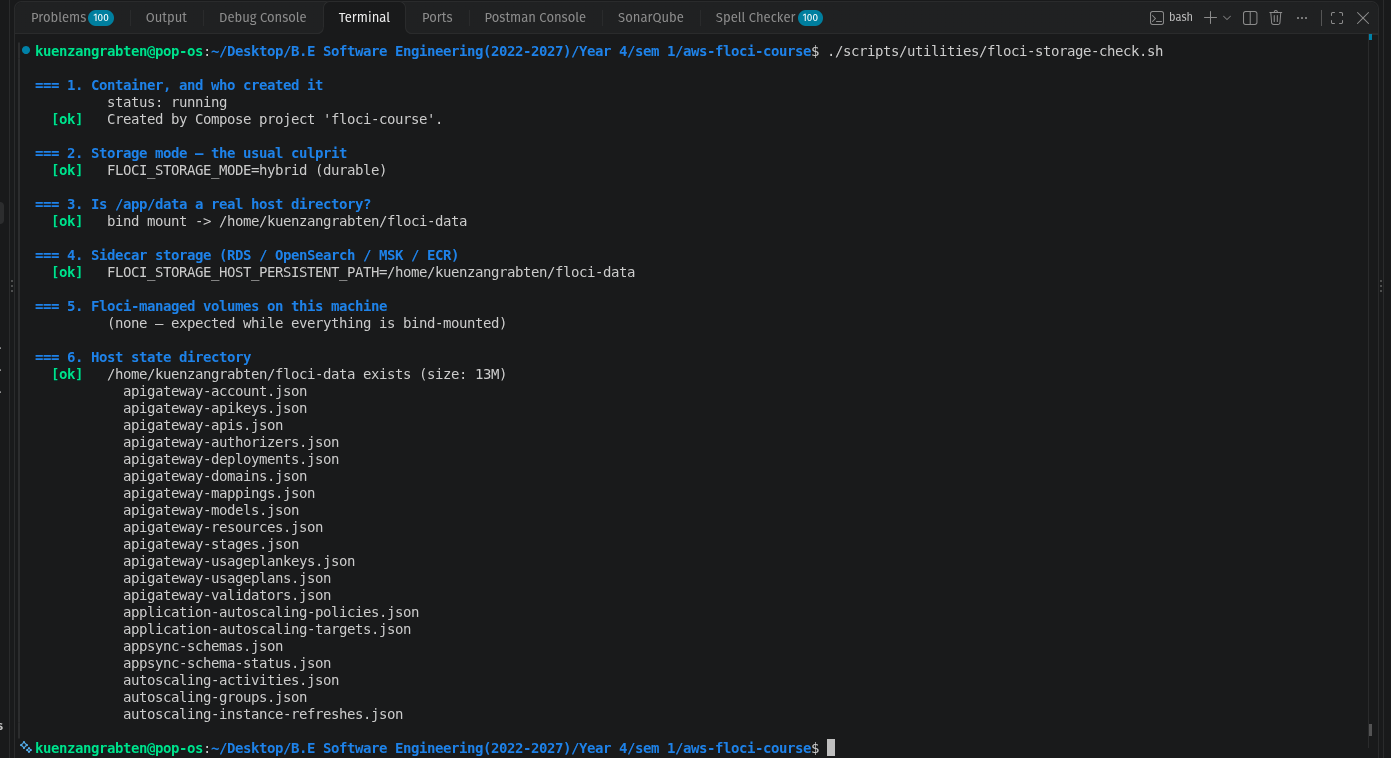 Problems 100 Output Debug Console Terminal Ports Postman Console SonarQube Spell Checker 100 bash
kuenzangrabten@pop-os:~/Desktop/B.E Software Engineering(2022-2027)/Year 4/sem 1/aws-floci-course$ ./scripts/utilities/floci-storage-check.sh
=== 1. Container, and who created it
status: running
[ok] Created by Compose project 'floci-course'.
=== 2. Storage mode — the usual culprit
[ok] FLOCI_STORAGE_MODE=hybrid (durable)
=== 3. Is /app/data a real host directory?
[ok] bind mount -> /home/kuenzangrabten/floci-data
=== 4. Sidecar storage (RDS / OpenSearch / MSK / ECR)
[ok] FLOCI_STORAGE_HOST_PERSISTENT_PATH=/home/kuenzangrabten/floci-data
=== 5. Floci-managed volumes on this machine
(none — expected while everything is bind-mounted)
=== 6. Host state directory
[ok] /home/kuenzangrabten/floci-data exists (size: 13M)
apigateway-account.json
apigateway-apikeys.json
apigateway-apis.json
apigateway-authorizers.json
apigateway-deployments.json
apigateway-domains.json
apigateway-mappings.json
apigateway-models.json
apigateway-resources.json
apigateway-stages.json
apigateway-usageplankeys.json
apigateway-usageplans.json
apigateway-validators.json
application-autoscaling-policies.json
application-autoscaling-targets.json
appsync-schemas.json
appsync-schema-status.json
autoscaling-activities.json
autoscaling-groups.json
autoscaling-instance-refreshes.json
kuenzangrabten@pop-os:~/Desktop/B.E Software Engineering(2022-2027)/Year 4/sem 1/aws-floci-course$